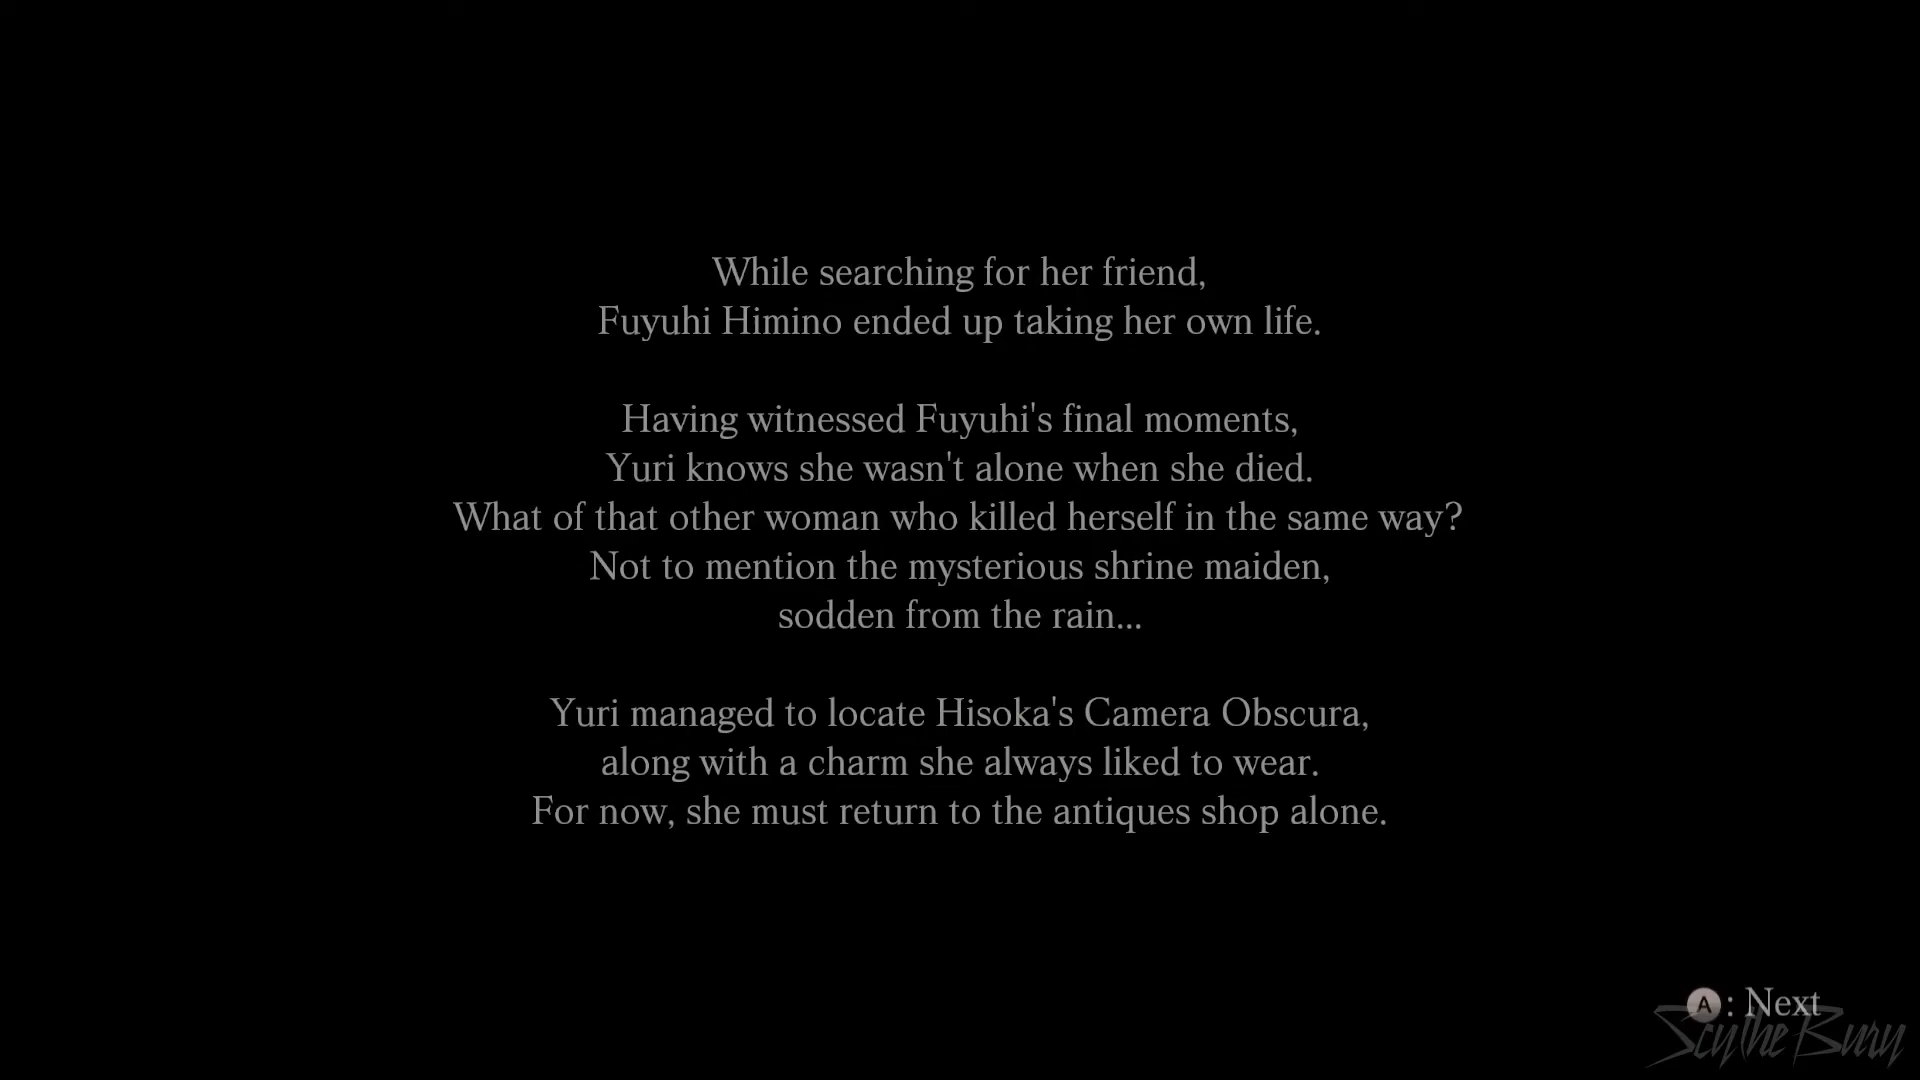 While searching for her friend,
Fuyuhi Himino ended up taking her own life.
Having witnessed Fuyuhi's final moments,
Yuri knows she wasn't alone when she died.
What of that other woman who killed herself in the same way?
Not to mention the mysterious shrine maiden,
sodden from the rain...
Yuri managed to locate Hisoka's Camera Obscura,
along with a charm she always liked to wear.
For now, she must return to the antiques shop alone.
A : Next
ScytheBury